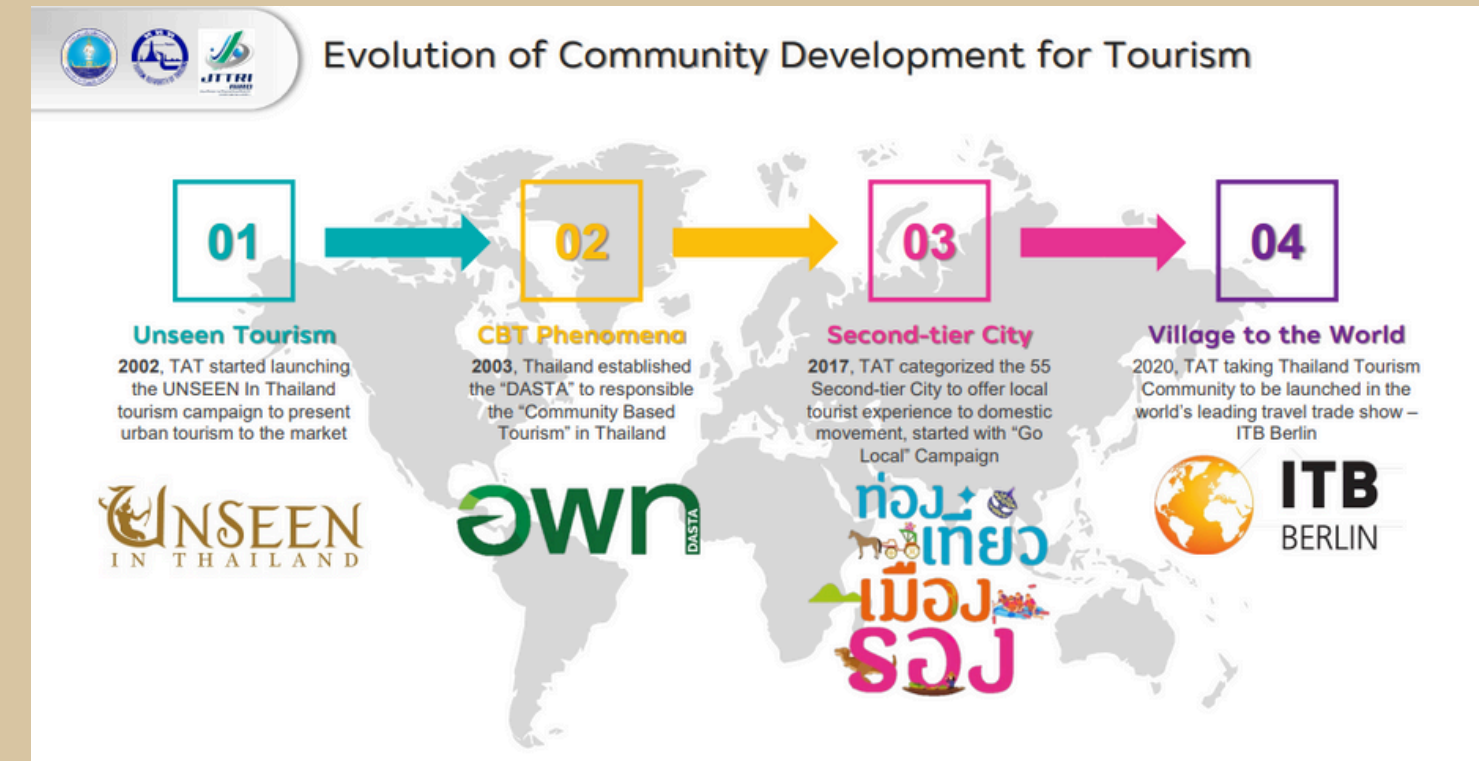 JTTRI
Evolution of Community Development for Tourism
01
Unseen Tourism
2002, TAT started launching
the UNSEEN In Thailand
tourism campaign to present
urban tourism to the market
UNSEEN
IN THAILAND
02
CBT Phenomena
2003, Thailand established
the “DASTA” to responsible
the “Community Based
Tourism” in Thailand
อพท
DASTA
03
Second-tier City
2017, TAT categorized the 55
Second-tier City to offer local
tourist experience to domestic
movement, started with “Go
Local” Campaign
ท่อง
เที่ยว
เมือง
รอง
04
Village to the World
2020, TAT taking Thailand Tourism
Community to be launched in the
world’s leading travel trade show –
ITB Berlin
ITB
BERLIN